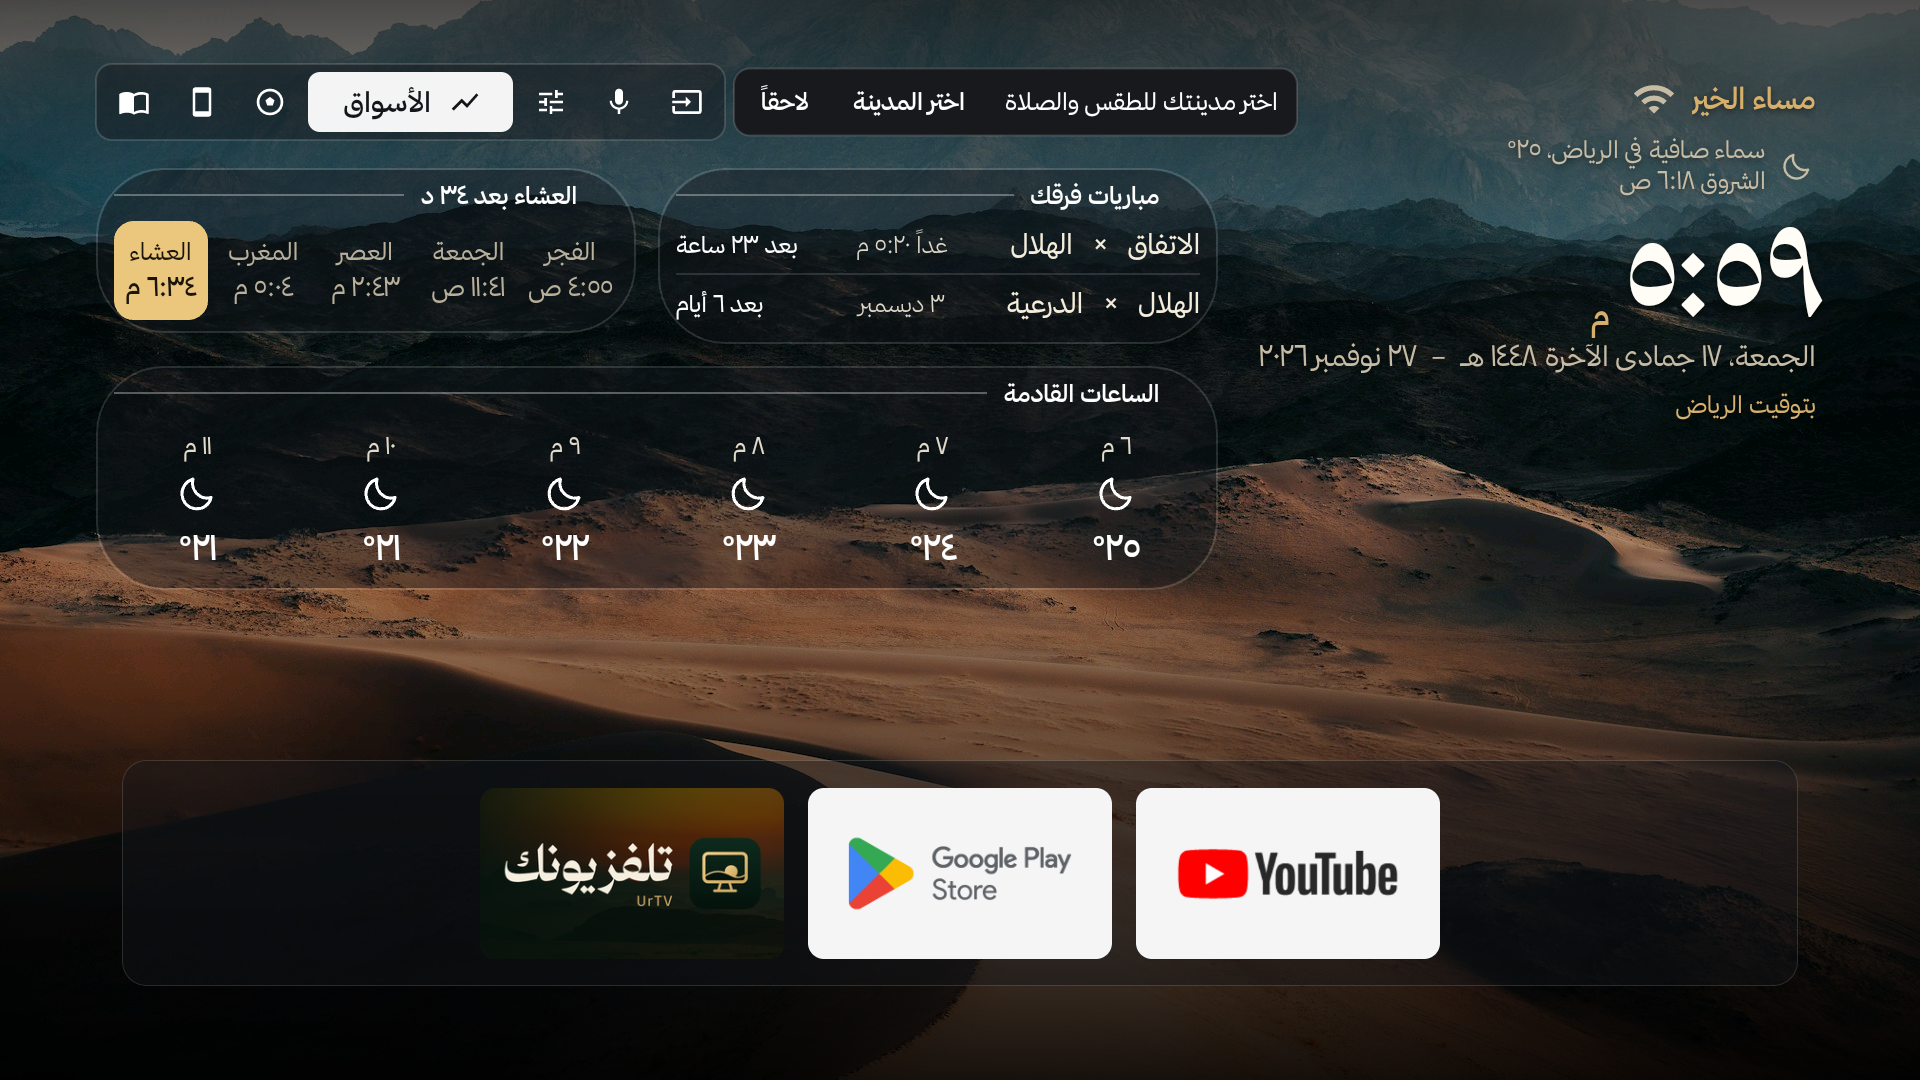 مساء الخير
سماء صافية في الرياض، ٢٥°
الشروق ٦:١٨ ص
٥:٥٩ م
الجمعة، ١٧ جمادى الآخرة ١٤٤٨ هـ – ٢٧ نوفمبر ٢٠٢٦
بتوقيت الرياض
اختر مدينتك للطقس والصلاة اختر المدينة لاحقاً
الأسواق
مباريات فرقك
الاتفاق × الهلال غداً ٥:٢٠ م بعد ٢٣ ساعة
الهلال × الدرعية ٣ ديسمبر بعد ٦ أيام
العشاء بعد ٣٤ د
الفجر الجمعة العصر المغرب العشاء
٤:٥٥ ص ١١:٤١ ص ٢:٤٣ م ٥:٠٤ م ٦:٣٤ م
الساعات القادمة
٦ م ٧ م ٨ م ٩ م ١٠ م ١١ م
٢٥° ٢٤° ٢٣° ٢٢° ٢١° ٢١°
YouTube
Google Play
Store
تلفزيونك
UrTV